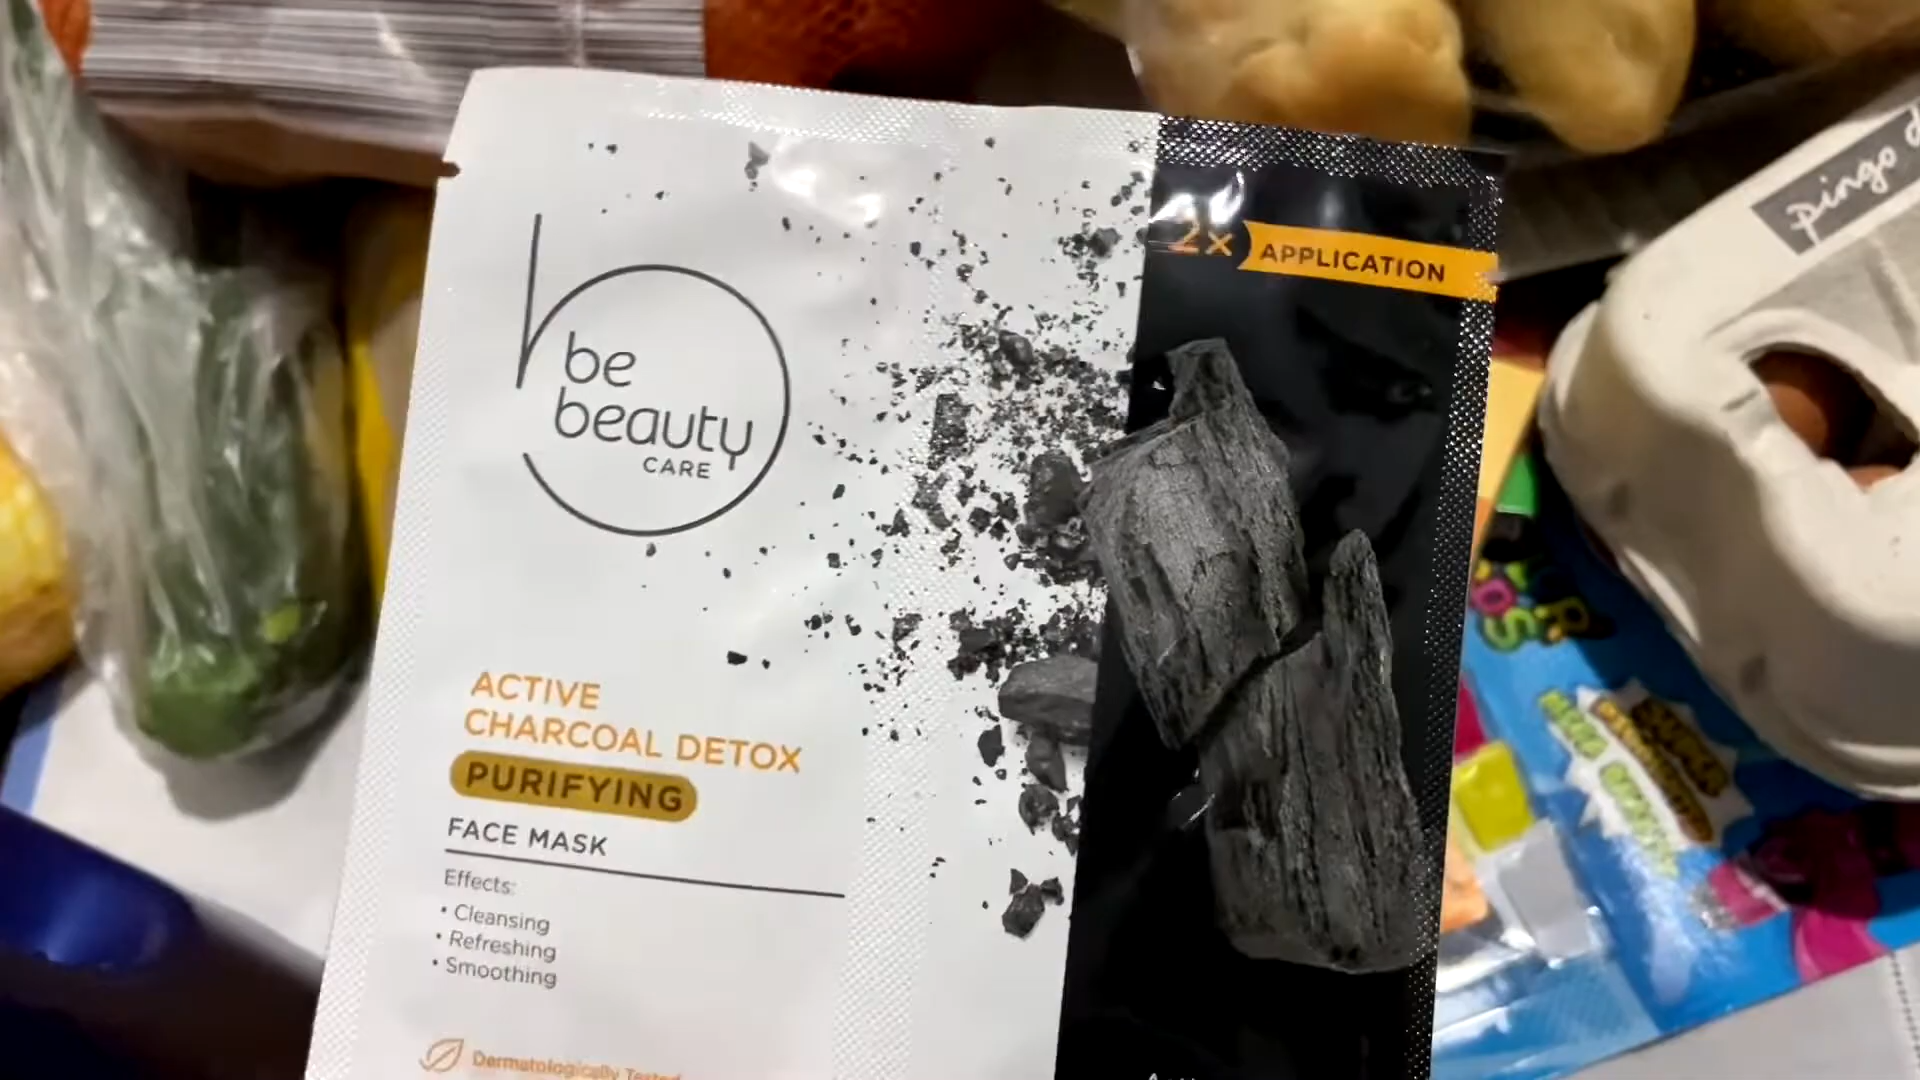 be
beauty
CARE
2x APPLICATION
ACTIVE
CHARCOAL DETOX
PURIFYING
FACE MASK
Effects:
• Cleansing
• Refreshing
• Smoothing
Dermatologically Tested
pingo d